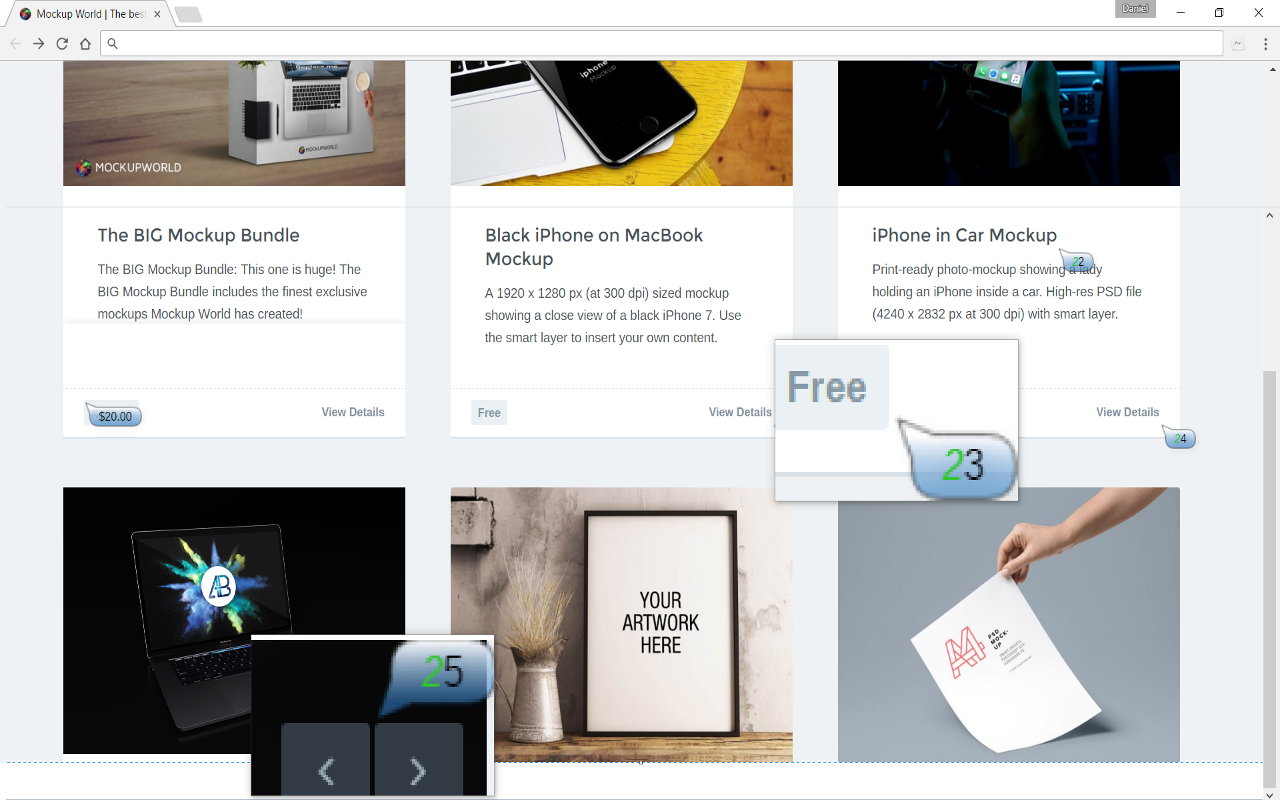 Mockup World | The bes
Daniel
iphone
Mockup
MOCKUPWORLD
MOCKUPWORLD
The BIG Mockup Bundle
The BIG Mockup Bundle: This one is huge! The
BIG Mockup Bundle includes the finest exclusive
mockups Mockup World has created!
$20.00
View Details
Black iPhone on MacBook
Mockup
A 1920 x 1280 px (at 300 dpi) sized mockup
showing a close view of a black iPhone 7. Use
the smart layer to insert your own content.
Free
View Details
iPhone in Car Mockup
22
Print-ready photo-mockup showing a lady
holding an iPhone inside a car. High-res PSD file
(4240 x 2832 px at 300 dpi) with smart layer.
Free
23
View Details
24
AB
25
YOUR
ARTWORK
HERE
PSD
MOCK-
UP